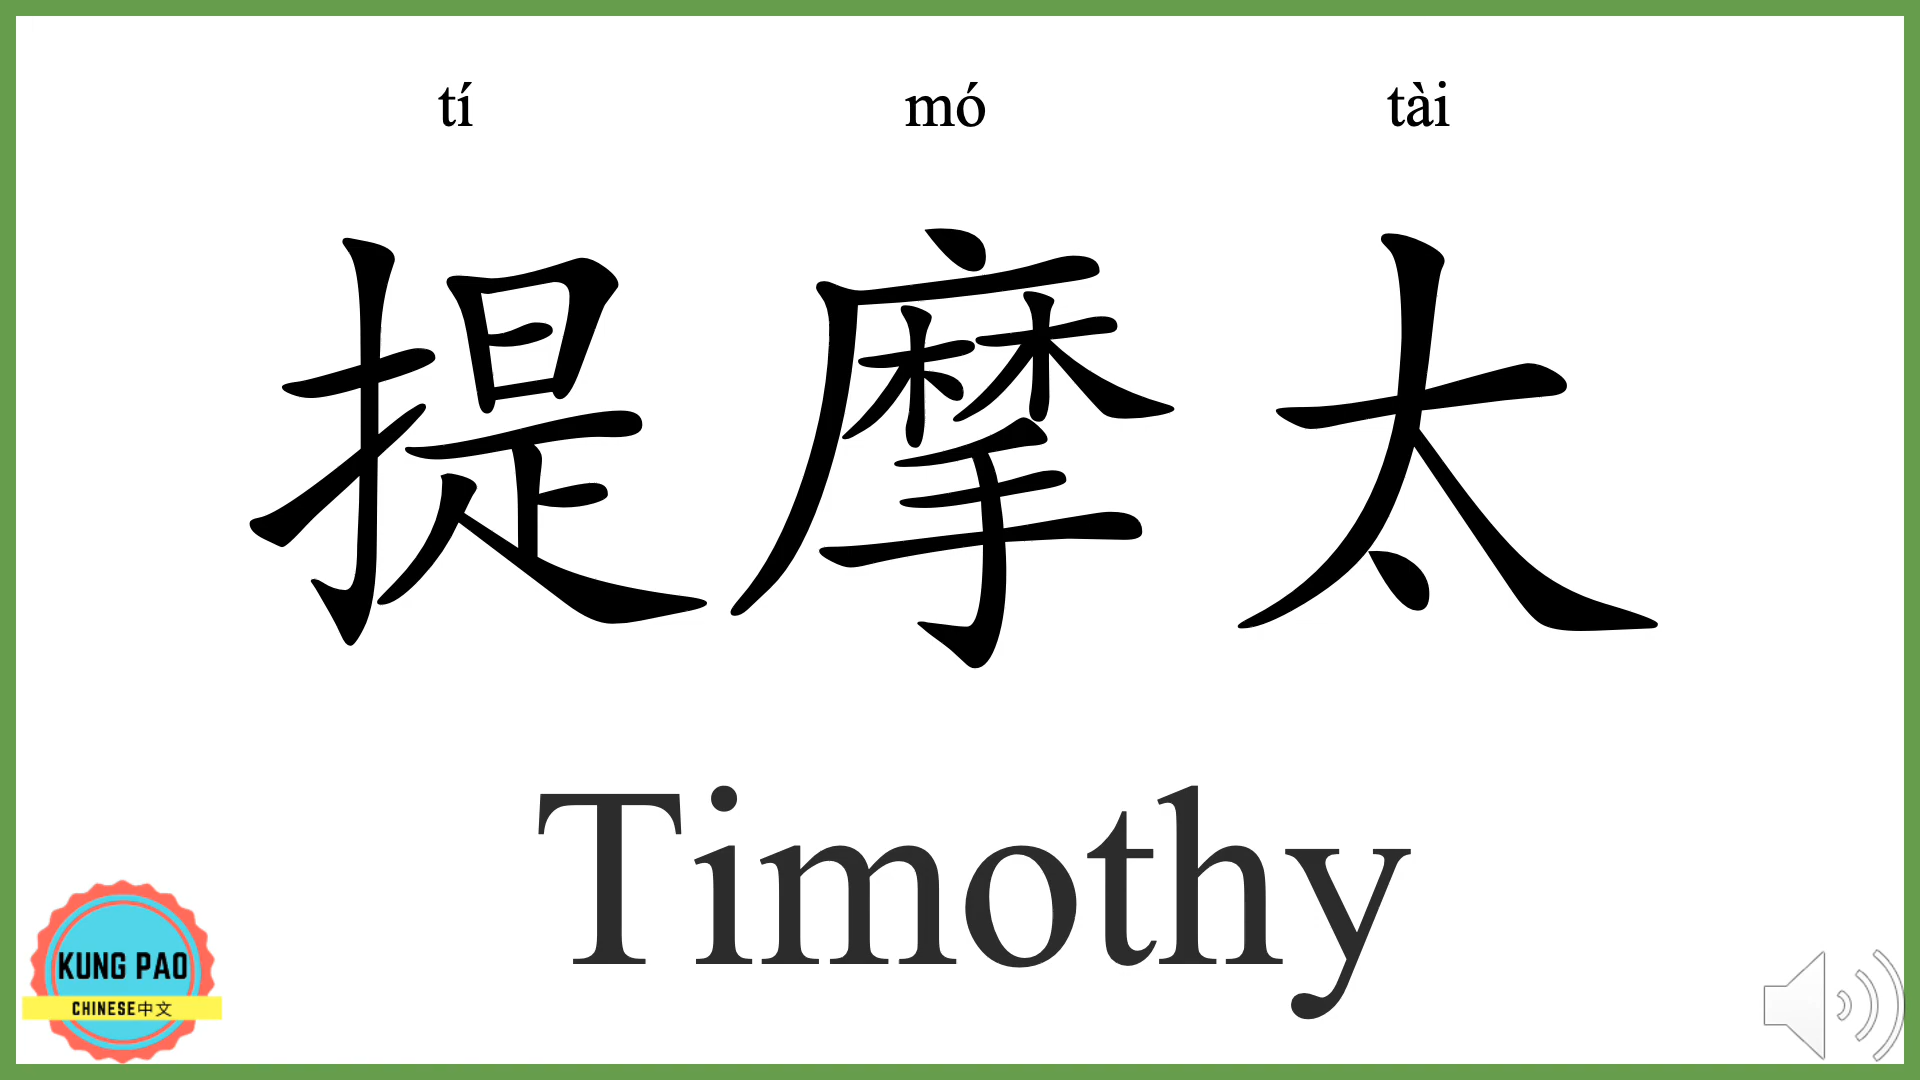 tí mó tài
提摩太
Timothy
KUNG PAO
CHINESE中文